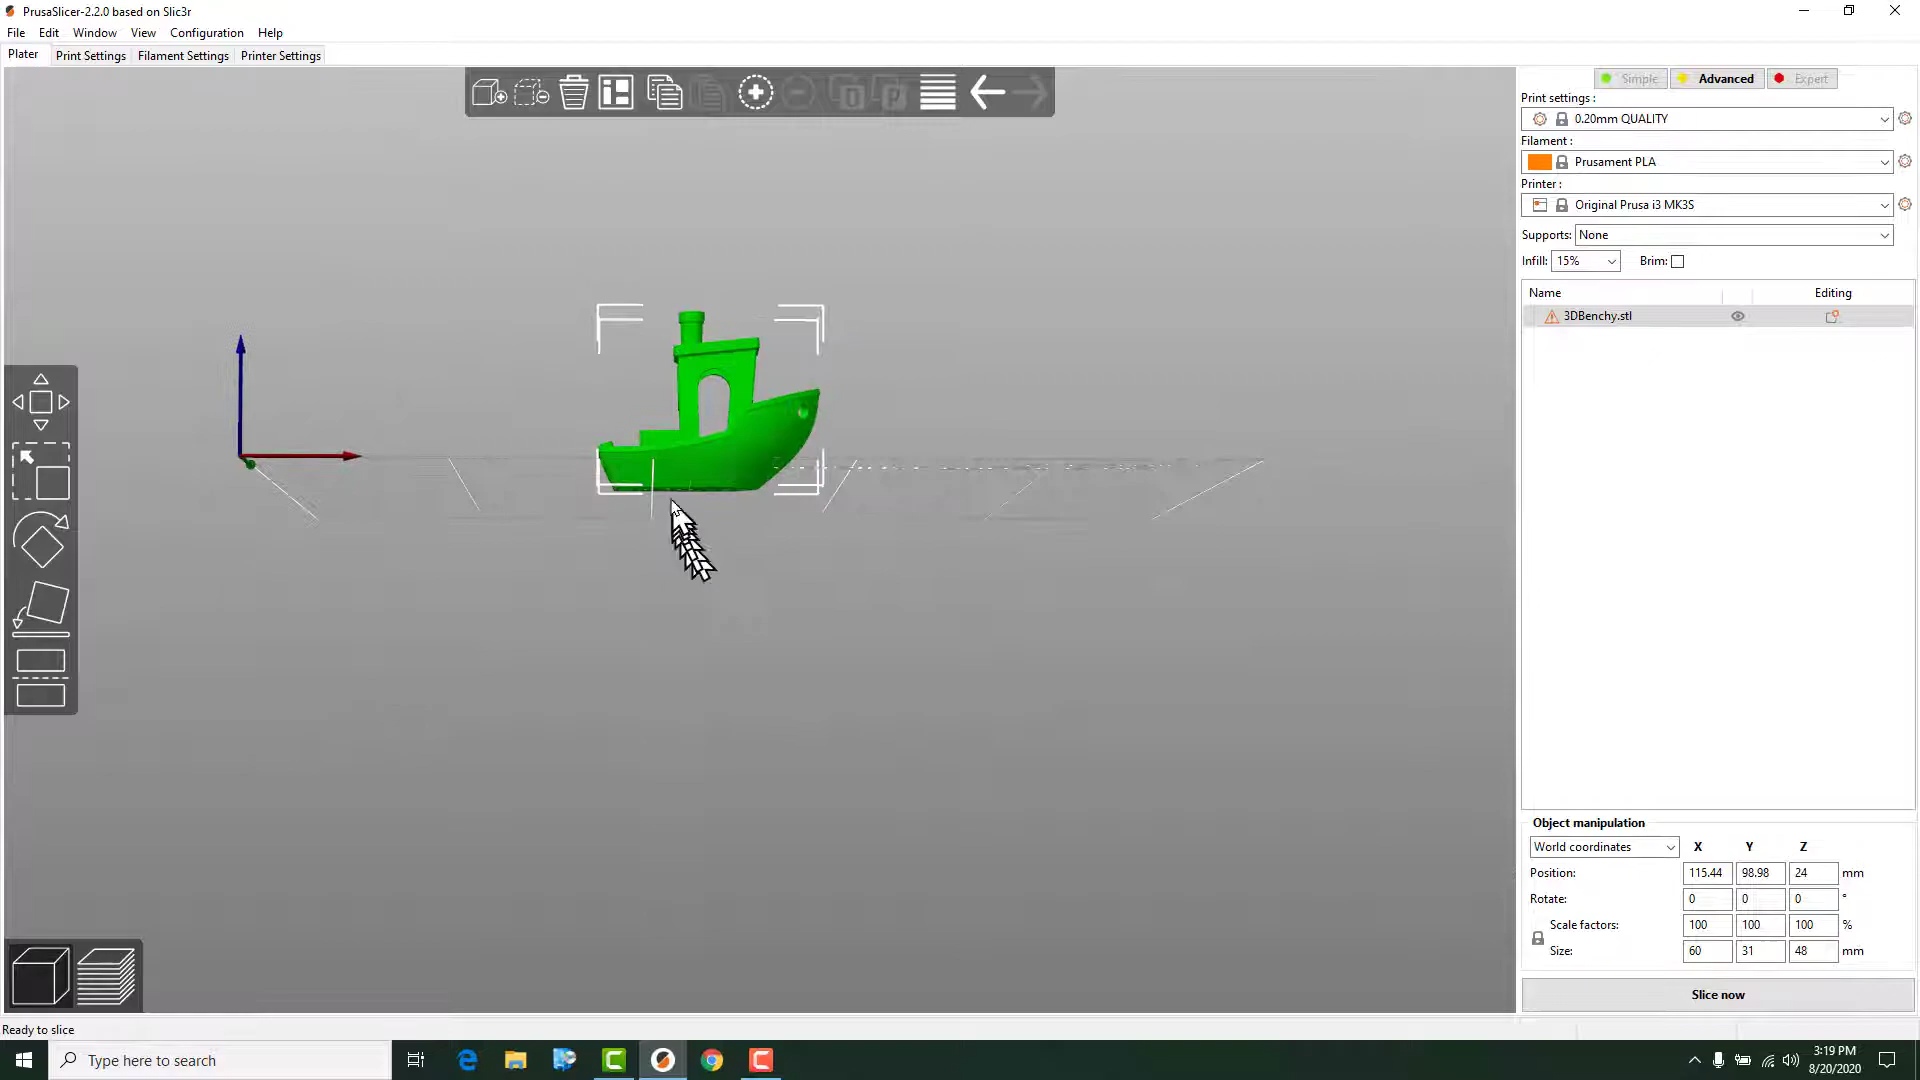 PrusaSlicer-2.2.0 based on Slic3r
File Edit Window View Configuration Help
Plater Print Settings Filament Settings Printer Settings
Simple Advanced Expert
Print settings :
0.20mm QUALITY
Filament :
Prusament PLA
Printer :
Original Prusa i3 MK3S
Supports: None
Infill: 15% Brim:
Name Editing
3DBenchy.stl
Object manipulation
World coordinates X Y Z
Position: 115.44 98.98 24 mm
Rotate: 0 0 0 °
Scale factors: 100 100 100 %
Size: 60 31 48 mm
Slice now
Ready to slice
Type here to search
3:19 PM
8/20/2020